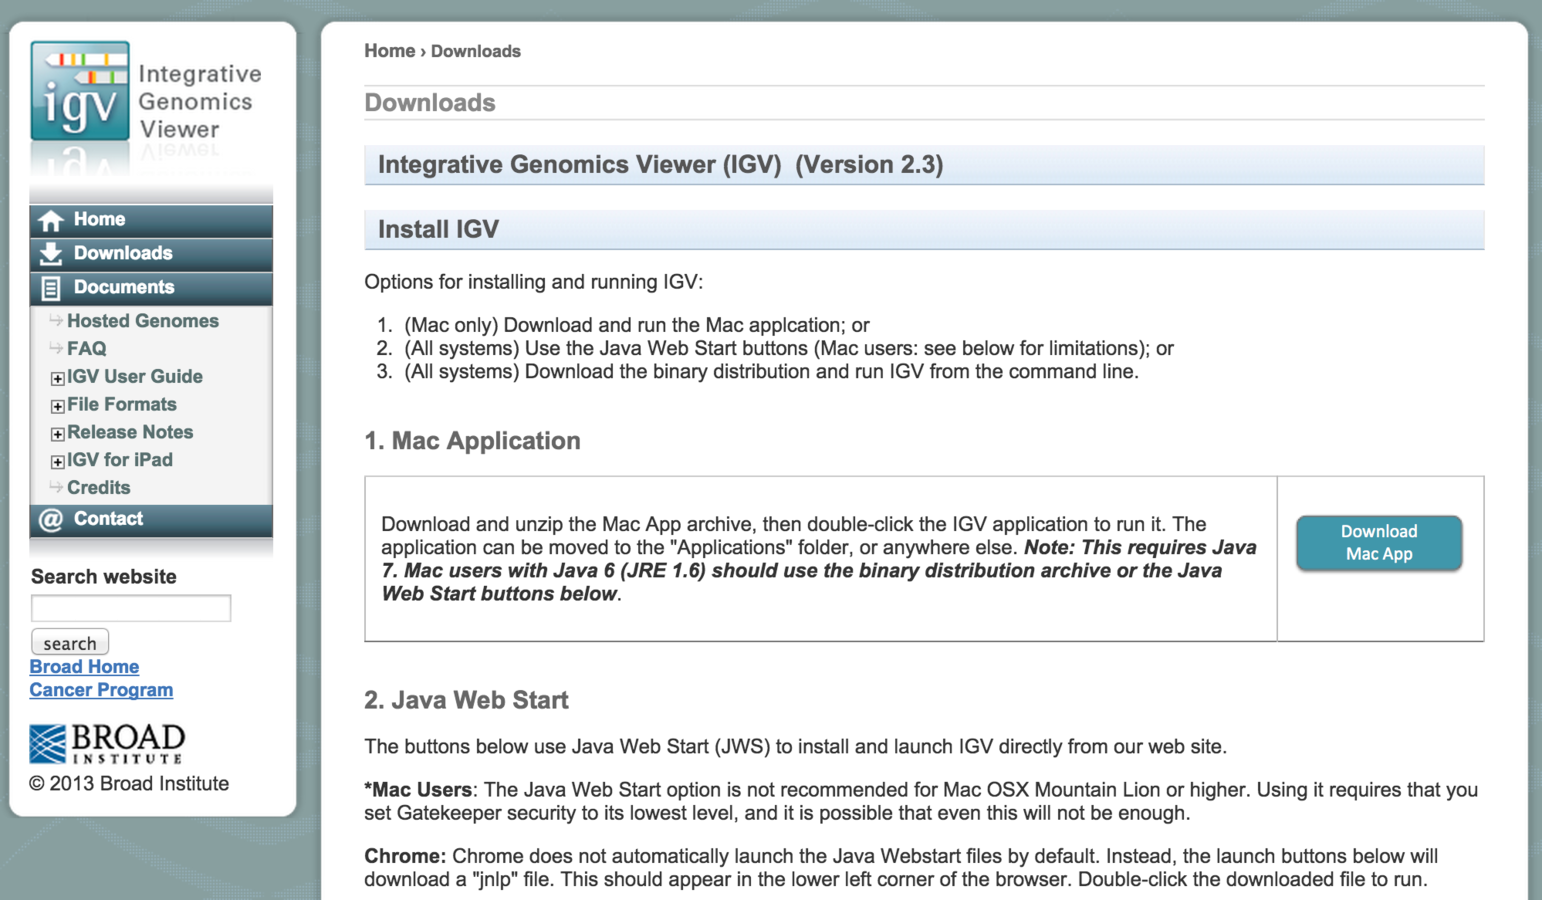 igv
Integrative
Genomics
Viewer
Home
Downloads
Documents
Hosted Genomes
FAQ
IGV User Guide
File Formats
Release Notes
IGV for iPad
Credits
@ Contact
Search website
search
Broad Home
Cancer Program
BROAD
INSTITUTE
© 2013 Broad Institute
Home › Downloads
Downloads
Integrative Genomics Viewer (IGV) (Version 2.3)
Install IGV
Options for installing and running IGV:
1. (Mac only) Download and run the Mac applcation; or
2. (All systems) Use the Java Web Start buttons (Mac users: see below for limitations); or
3. (All systems) Download the binary distribution and run IGV from the command line.
1. Mac Application
Download and unzip the Mac App archive, then double-click the IGV application to run it. The
application can be moved to the "Applications" folder, or anywhere else. Note: This requires Java
7. Mac users with Java 6 (JRE 1.6) should use the binary distribution archive or the Java
Web Start buttons below.
Download
Mac App
2. Java Web Start
The buttons below use Java Web Start (JWS) to install and launch IGV directly from our web site.
*Mac Users: The Java Web Start option is not recommended for Mac OSX Mountain Lion or higher. Using it requires that you
set Gatekeeper security to its lowest level, and it is possible that even this will not be enough.
Chrome: Chrome does not automatically launch the Java Webstart files by default. Instead, the launch buttons below will
download a "jnlp" file. This should appear in the lower left corner of the browser. Double-click the downloaded file to run.